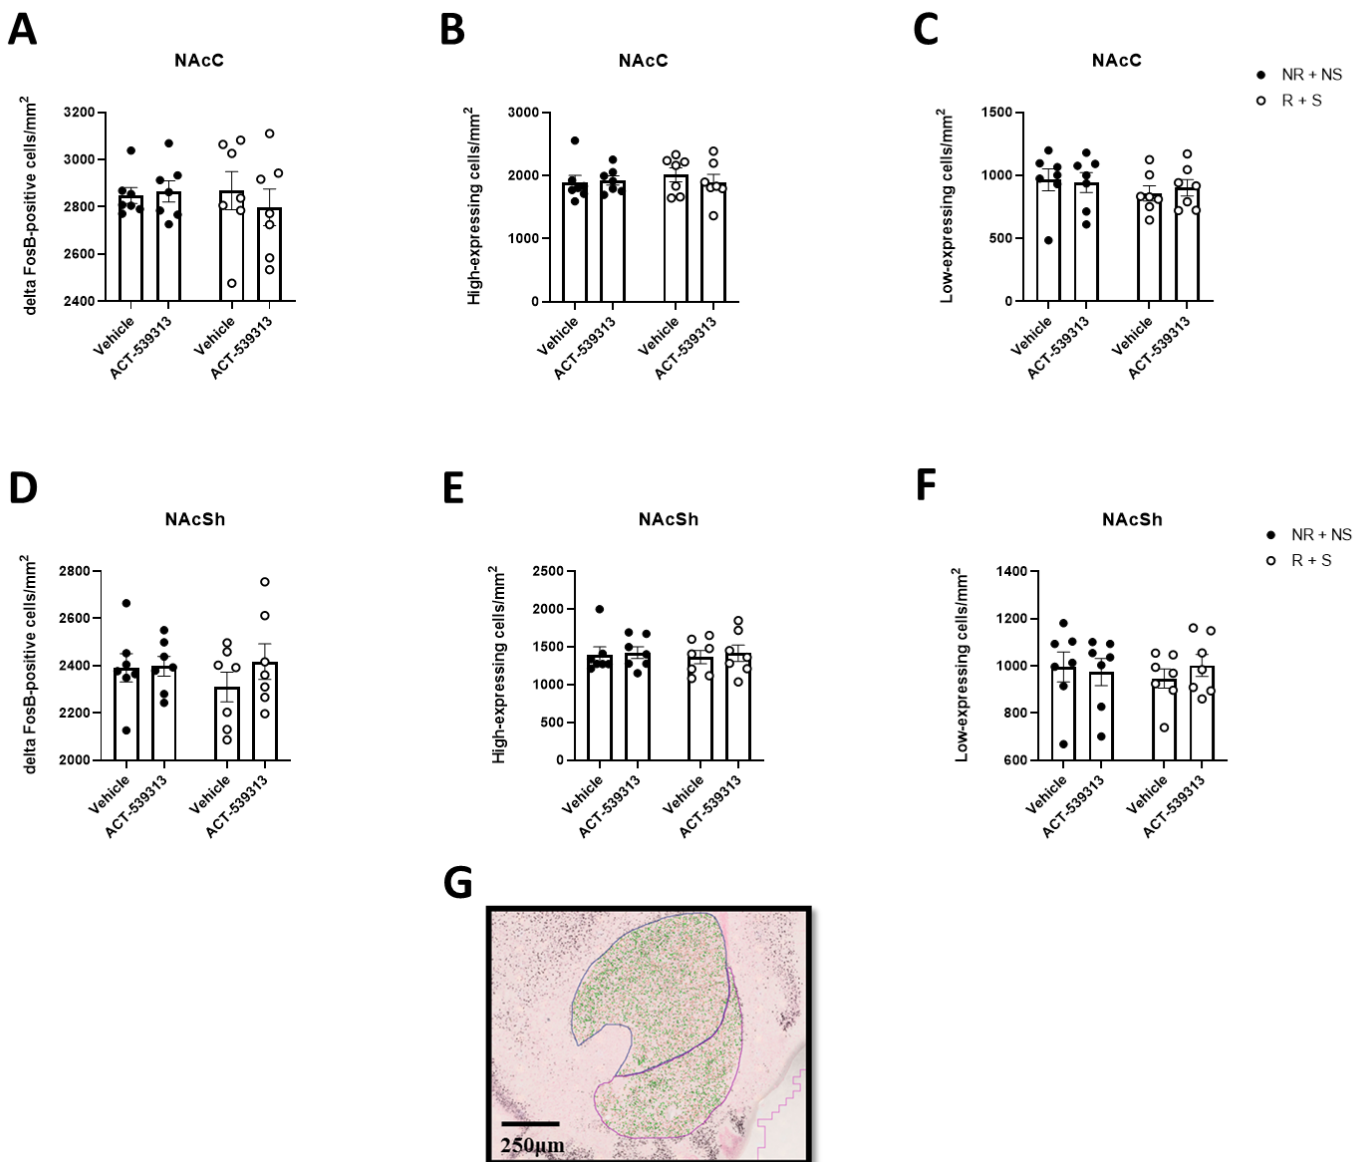 A
B
C
NAcC
NAcC
NAcC
NR + NS
R + S
delta FosB-positive cells/mm²
3200
3000
2800
2600
2400
Vehicle
ACT-539313
Vehicle
ACT-539313
High-expressing cells/mm²
3000
2000
1000
0
Vehicle
ACT-539313
Vehicle
ACT-539313
Low-expressing cells/mm²
1500
1000
500
0
Vehicle
ACT-539313
Vehicle
ACT-539313
D
E
F
NAcSh
NAcSh
NAcSh
NR + NS
R + S
delta FosB-positive cells/mm²
2800
2600
2400
2200
2000
Vehicle
ACT-539313
Vehicle
ACT-539313
High-expressing cells/mm²
2500
2000
1500
1000
500
0
Vehicle
ACT-539313
Vehicle
ACT-539313
Low-expressing cells/mm²
1400
1200
1000
800
600
Vehicle
ACT-539313
Vehicle
ACT-539313
G
250μm